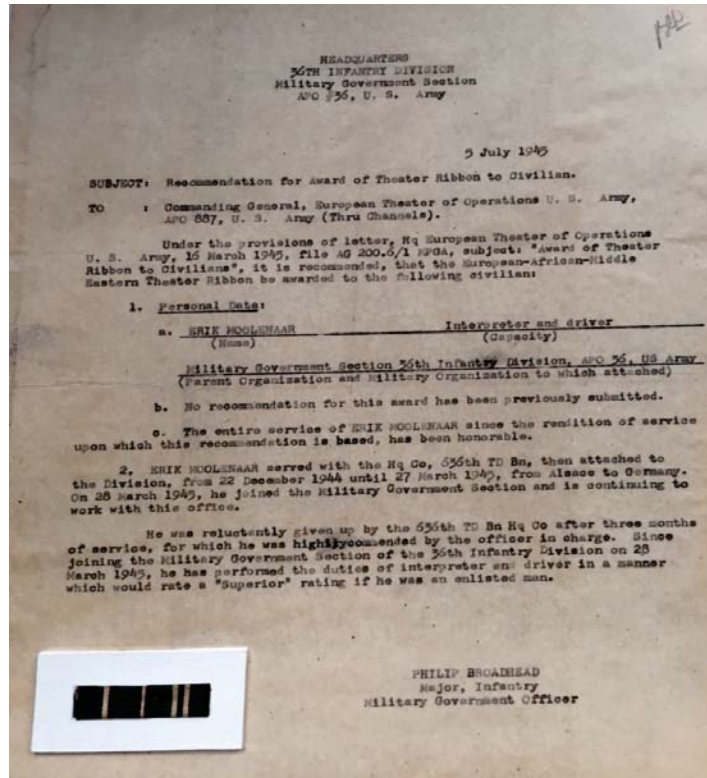 HEADQUARTERS
36TH INFANTRY DIVISION
Military Government Section
APO #36, U. S. Army
5 July 1945
SUBJECT: Recommendation for Award of Theater Ribbon to Civilian.
TO : Commanding General, European Theater of Operations U. S. Army,
APO 887, U. S. Army (Thru Channels).
Under the provisions of letter, Hq European Theater of Operations
U. S. Army, 16 March 1945, file AG 200.6/1 MPGA, subject: "Award of Theater
Ribbon to Civilians", it is recommended, that the European-African-Middle
Eastern Theater Ribbon be awarded to the following civilian:
1. Personal Data:
a. ERIK MOOLENAAR Interpreter and driver
(Name) (Capacity)
Military Government Section 36th Infantry Division, APO 36, US Army
(Parent Organization and Military Organization to which attached)
b. No recommendation for this award has been previously submitted.
c. The entire service of ERIK MOOLENAAR since the rendition of service
upon which this recommendation is based, has been honorable.
2. ERIK MOOLENAAR served with the Hq Co, 636th TD Bn, then attached to
the Division, from 22 December 1944 until 27 March 1945, from Alsace to Germany.
On 28 March 1945, he joined the Military Government Section and is continuing to
work with this office.
He was reluctantly given up by the 636th TD Bn Hq Co after three months
of service, for which he was highlycommended by the officer in charge. Since
joining the Military Government Section of the 36th Infantry Division on 28
March 1945, he has performed the duties of interpreter and driver in a manner
which would rate a "Superior" rating if he was an enlisted man.
PHILIP BROADHEAD
Major, Infantry
Military Government Officer